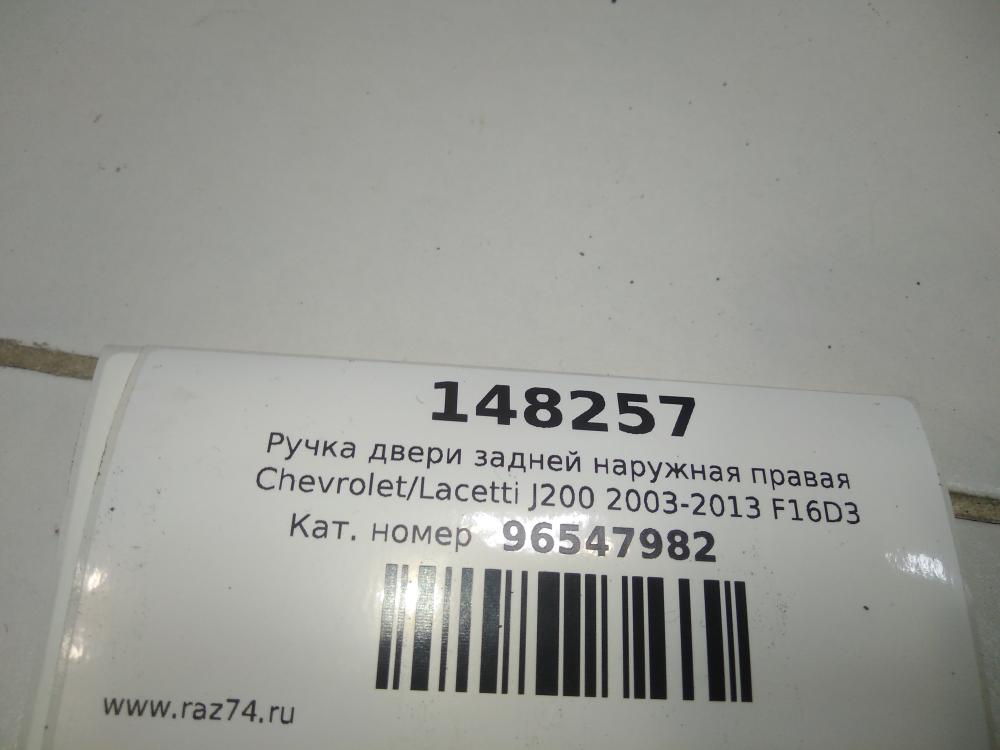 148257
Ручка двери задней наружная правая
Chevrolet/Lacetti J200 2003-2013 F16D3
Кат. номер 96547982
www.raz74.ru